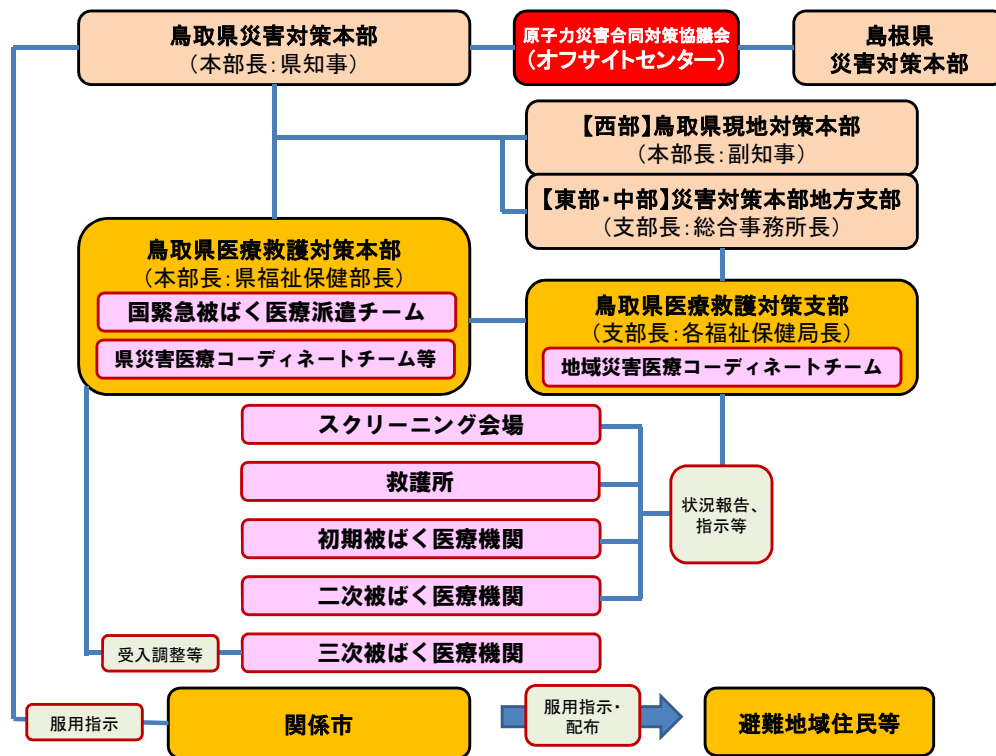 鳥取県災害対策本部
(本部長：県知事)
原子力災害合同対策協議会
(オフサイトセンター)
島根県
災害対策本部
【西部】鳥取県現地対策本部
(本部長：副知事)
【東部・中部】災害対策本部地方支部
(支部長：総合事務所長)
鳥取県医療救護対策本部
(本部長：県福祉保健部長)
国緊急被ばく医療派遣チーム
県災害医療コーディネートチーム等
鳥取県医療救護対策支部
(支部長：各福祉保健局長)
地域災害医療コーディネートチーム
スクリーニング会場
救護所
初期被ばく医療機関
二次被ばく医療機関
状況報告、
指示等
受入調整等
三次被ばく医療機関
服用指示
関係市
服用指示・
配布
避難地域住民等